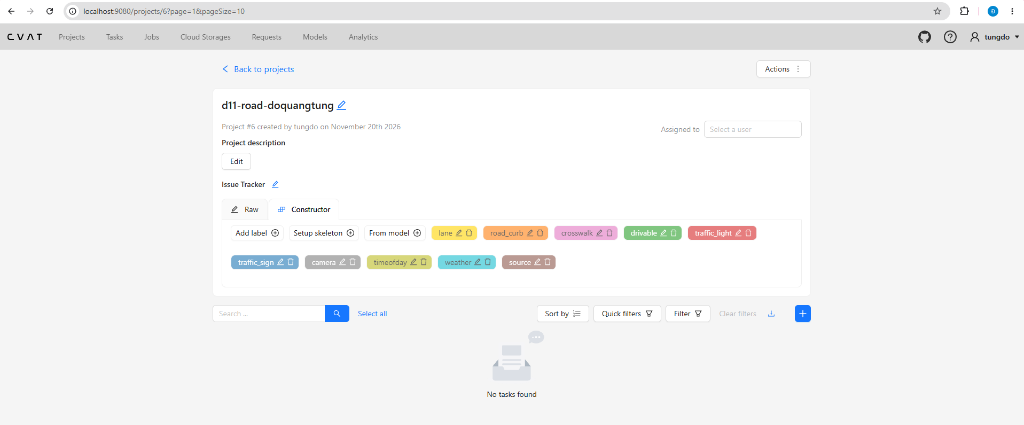 localhost:9080/projects/6?page=1&pageSize=10
CVAT Projects Tasks Jobs Cloud Storages Requests Models Analytics tungdo
Back to projects Actions
d11-road-doquangtung
Project #6 created by tungdo on November 20th 2026
Assigned to Select a user
Project description
Edit
Issue Tracker
Raw Constructor
Add label Setup skeleton From model lane road_curb crosswalk drivable traffic_light
traffic_sign camera timeofday weather source
Search ... Select all Sort by Quick filters Filter Clear filters
No tasks found